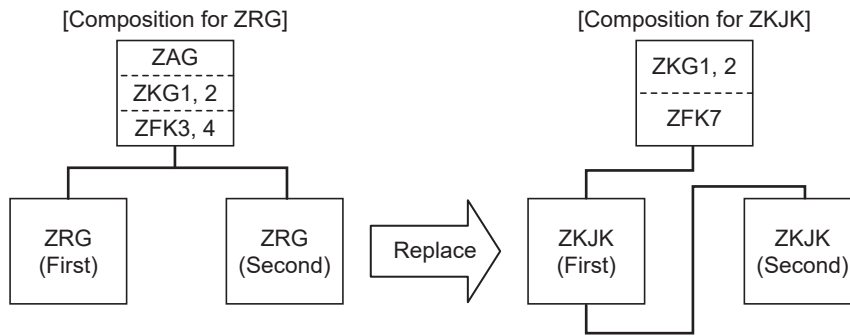 [Composition for ZRG]
ZAG
ZKG1, 2
ZFK3, 4
ZRG
(First)
ZRG
(Second)
Replace
[Composition for ZKJK]
ZKG1, 2
ZFK7
ZKJK
(First)
ZKJK
(Second)